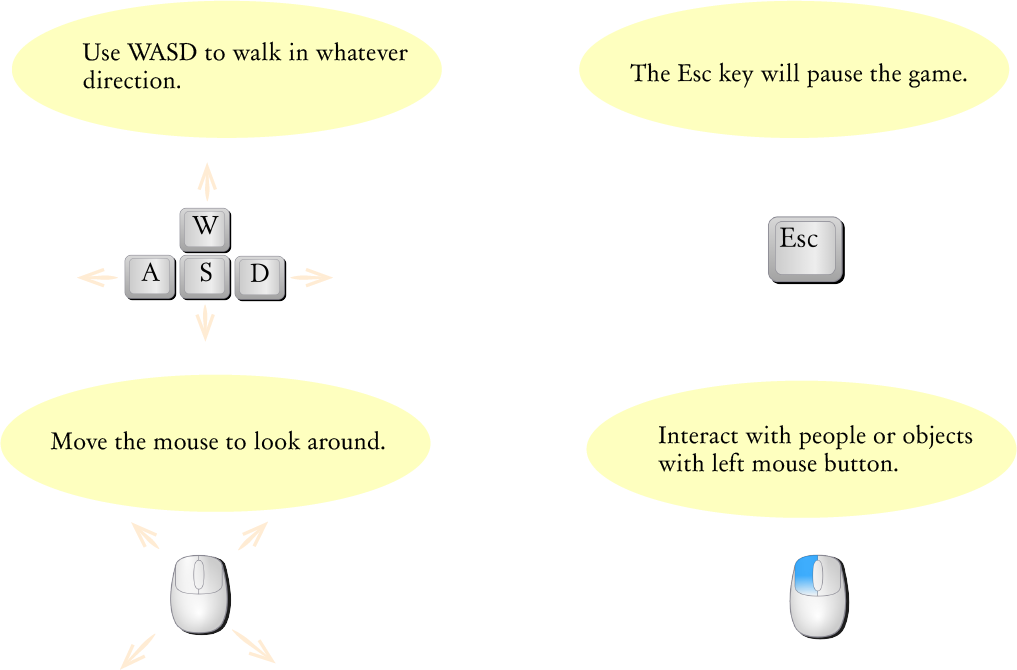 Use WASD to walk in whatever
direction.
The Esc key will pause the game.
W
A S D
Esc
Move the mouse to look around.
Interact with people or objects
with left mouse button.